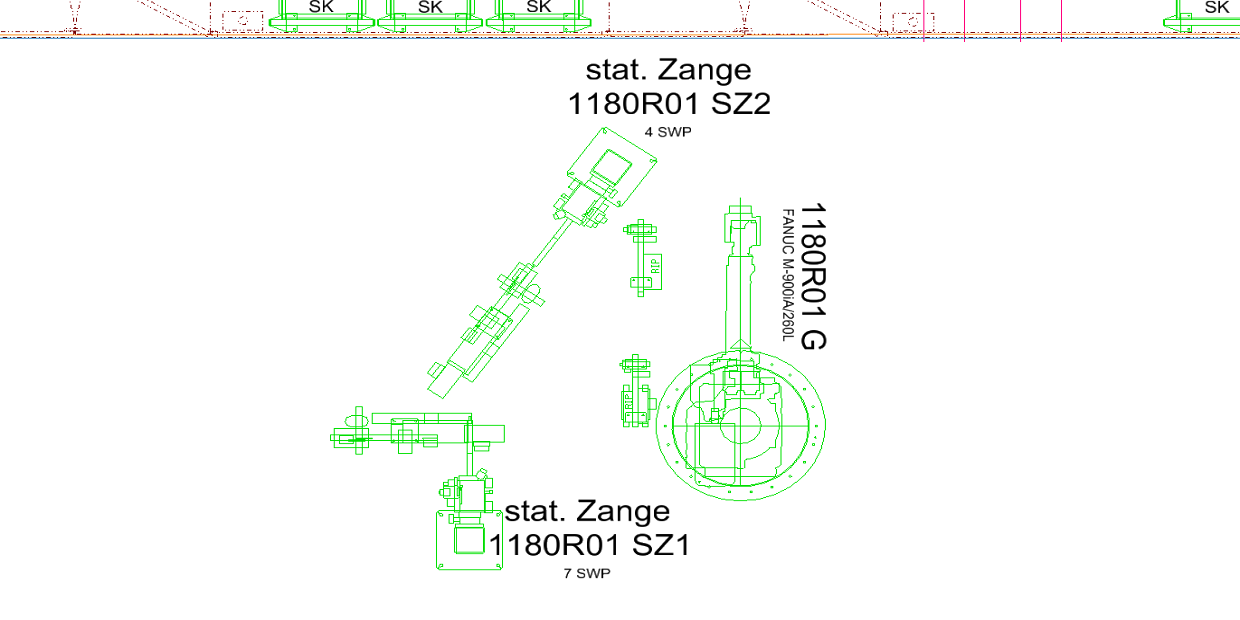 SK SK SK SK
stat. Zange
1180R01 SZ2
4 SWP
1180R01 G
FANUC M-900iA/260L
RIP
RIP
stat. Zange
1180R01 SZ1
7 SWP